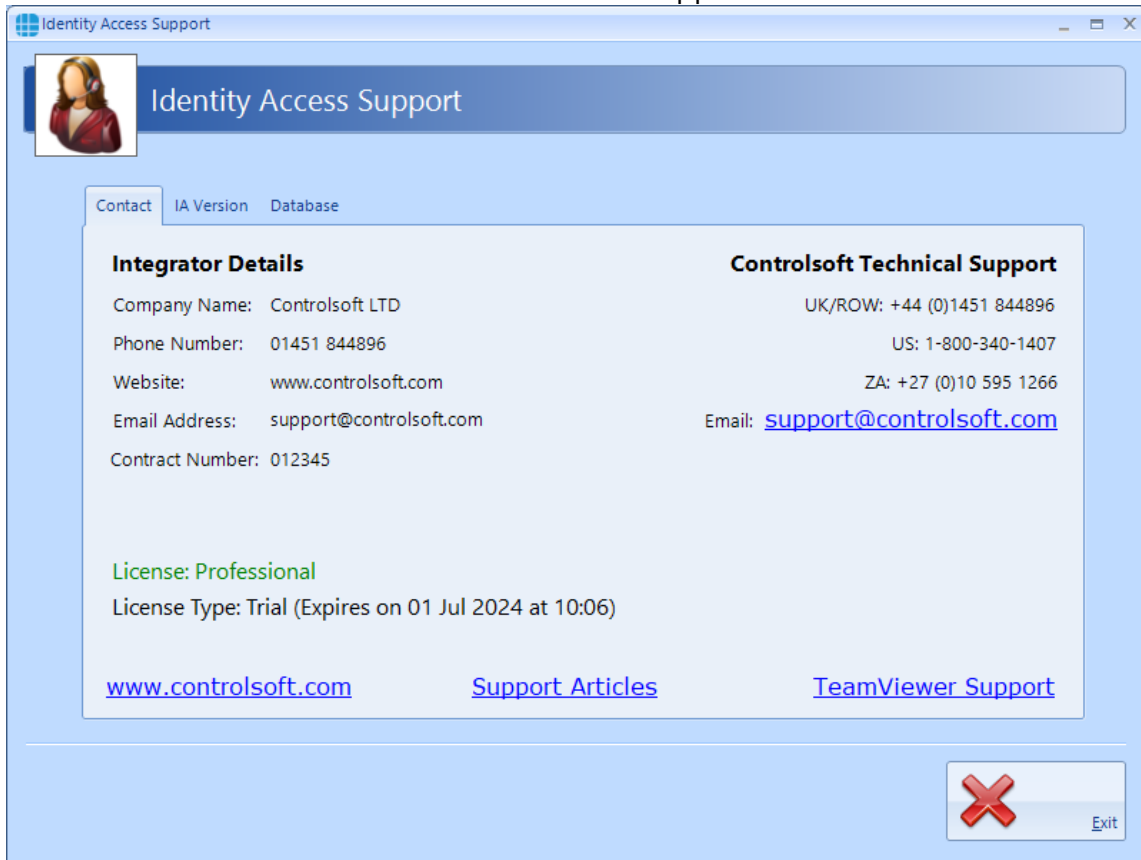 Identity Access Support
Identity Access Support
Contact IA Version Database
Integrator Details
Company Name: Controlsoft LTD
Phone Number: 01451 844896
Website: www.controlsoft.com
Email Address: support@controlsoft.com
Contract Number: 012345
Controlsoft Technical Support
UK/ROW: +44 (0)1451 844896
US: 1-800-340-1407
ZA: +27 (0)10 595 1266
Email: support@controlsoft.com
License: Professional
License Type: Trial (Expires on 01 Jul 2024 at 10:06)
www.controlsoft.com Support Articles TeamViewer Support
Exit